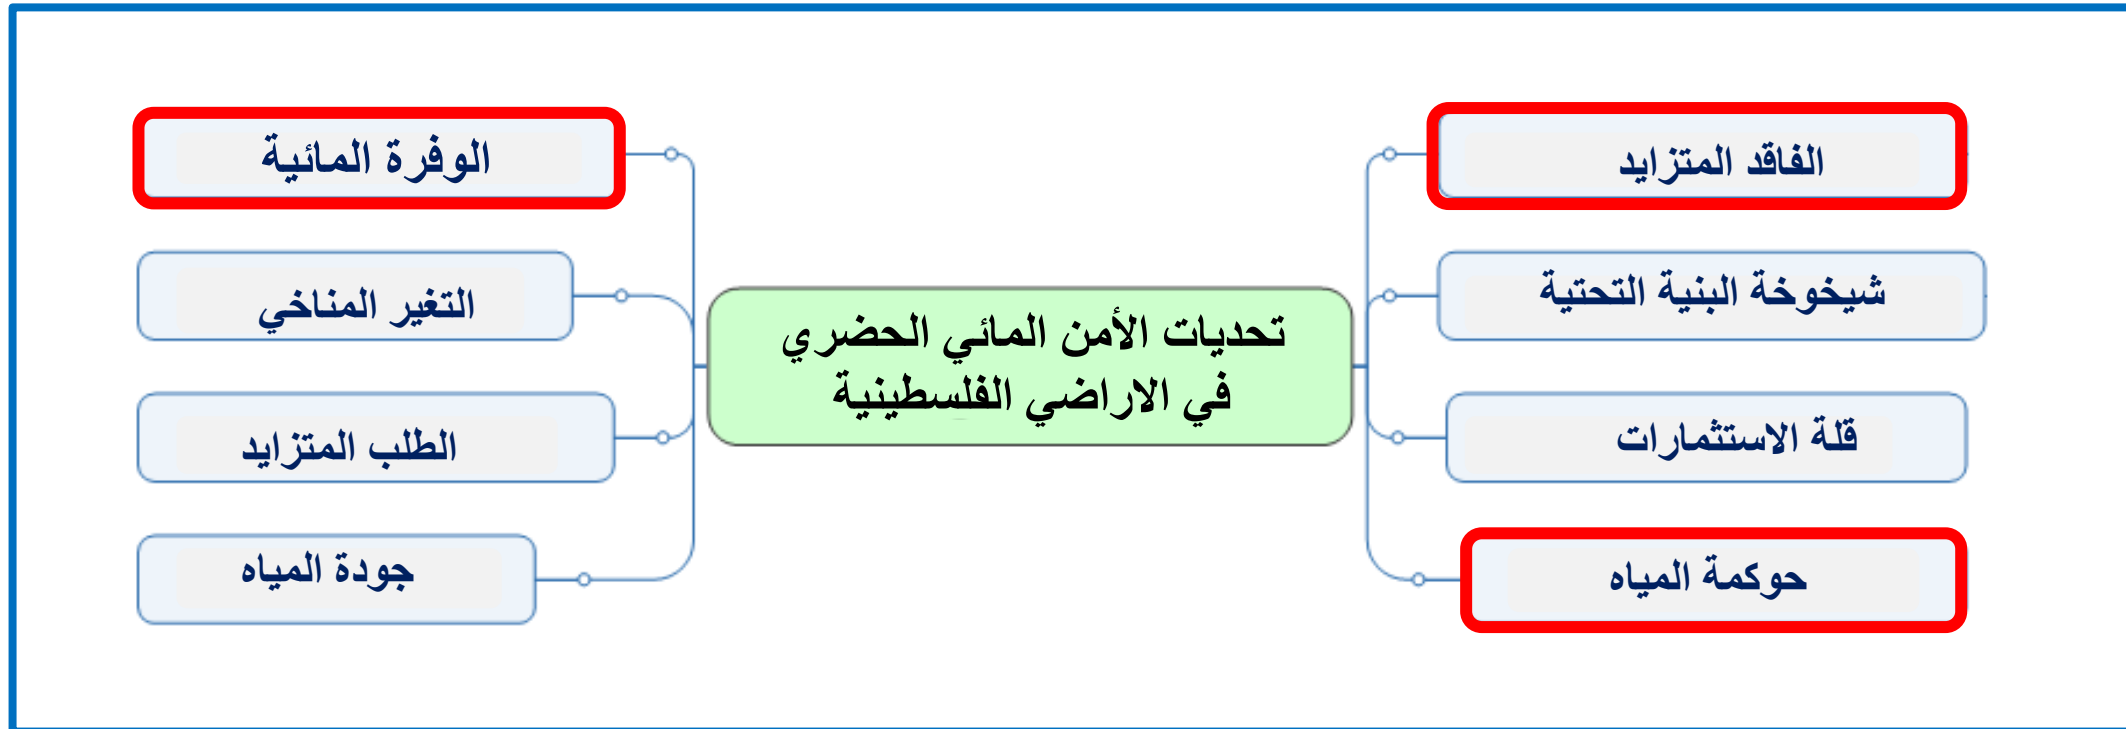 تحديات الأمن المائي الحضري
في الاراضي الفلسطينية
الفاقد المتزايد
شيخوخة البنية التحتية
قلة الاستثمارات
حوكمة المياه
الوفرة المائية
التغير المناخي
الطلب المتزايد
جودة المياه